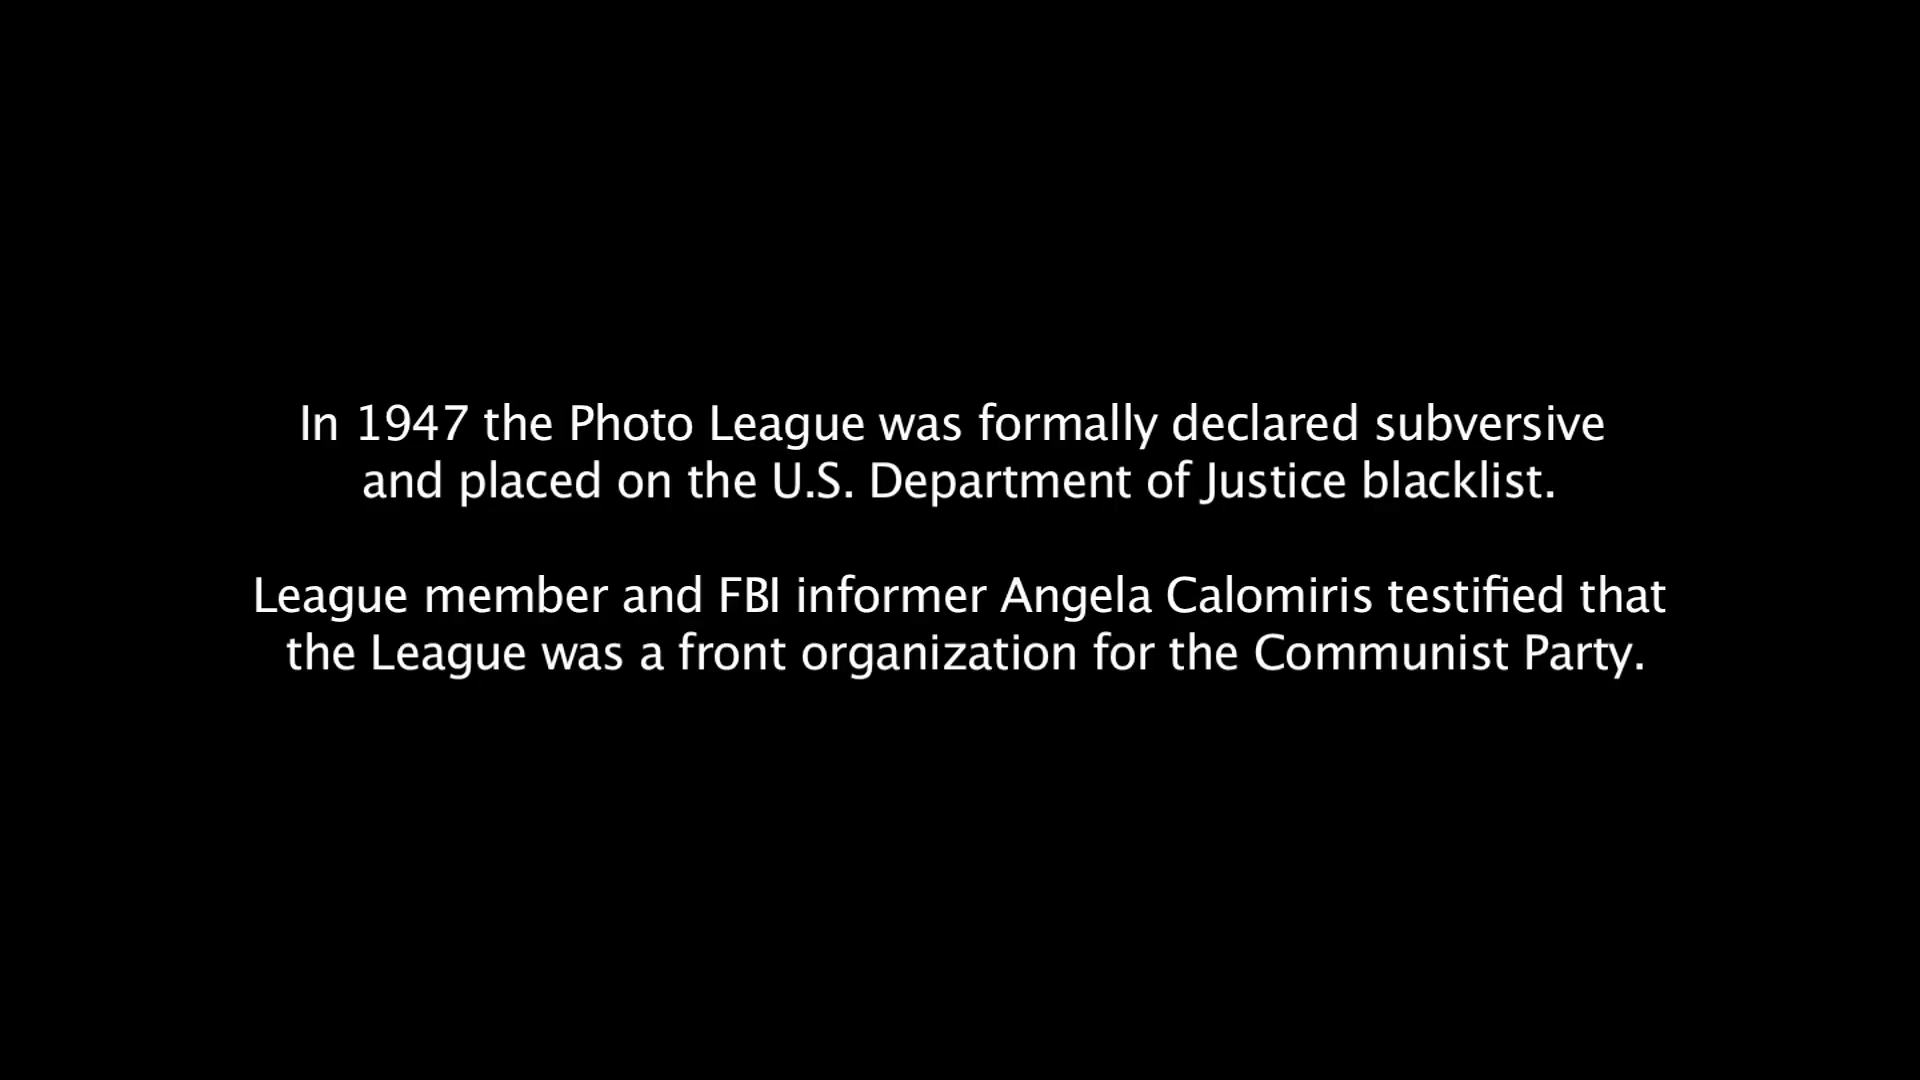 In 1947 the Photo League was formally declared subversive
and placed on the U.S. Department of Justice blacklist.
League member and FBI informer Angela Calomiris testified that
the League was a front organization for the Communist Party.